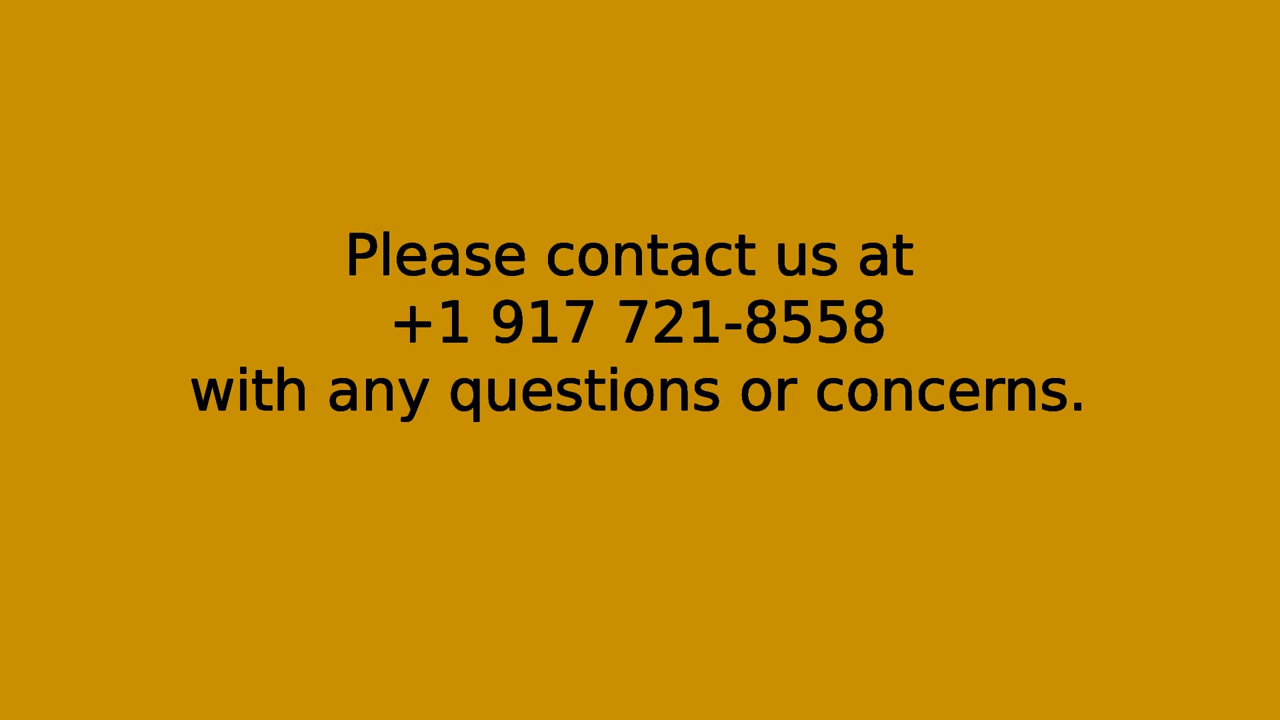 Please contact us at
+1 917 721-8558
with any questions or concerns.